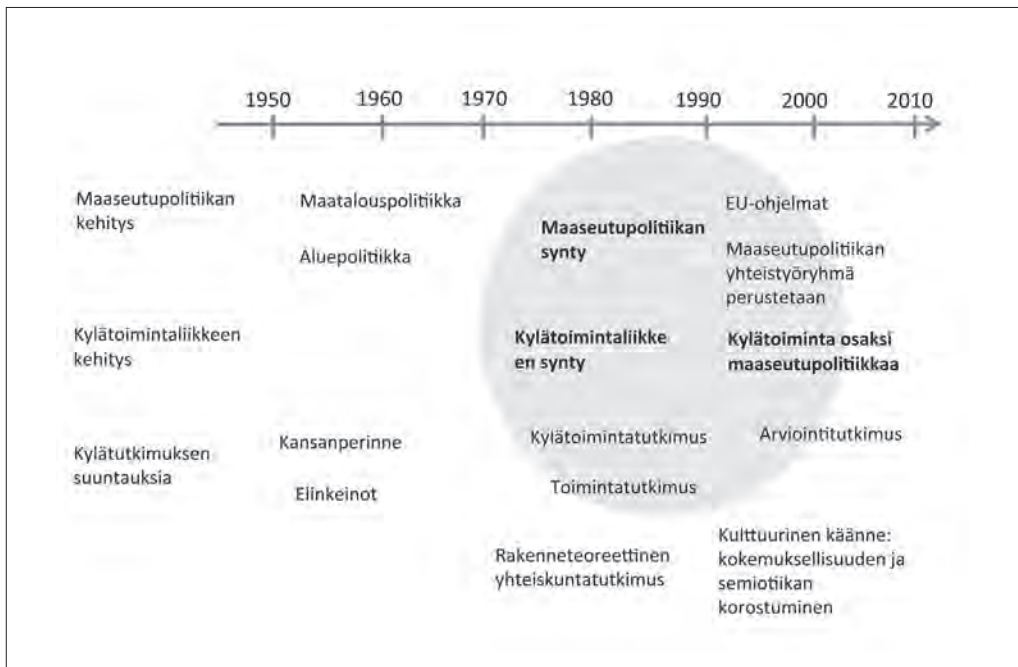 1950 1960 1970 1980 1990 2000 2010
Maaseutupolitiikan
kehitys
Maatalouspolitiikka
Aluepolitiikka
Maaseutupolitiikan
synty
EU-ohjelmat
Maaseutupolitiikan
yhteistyöryhmä
perustetaan
Kylätoimintaliikkeen
kehitys
Kylätoimintaliikke
en synty
Kylätoiminta osaksi
maaseutupolitiikkaa
Kylätutkimuksen
suuntauksia
Kansanperinne
Elinkeinot
Kylätoimintatutkimus
Toimintatutkimus
Arviointitutkimus
Rakenneteoreettinen
yhteiskuntatutkimus
Kulttuurinen käänne:
kokemuksellisuuden ja
semiotiikan
korostuminen